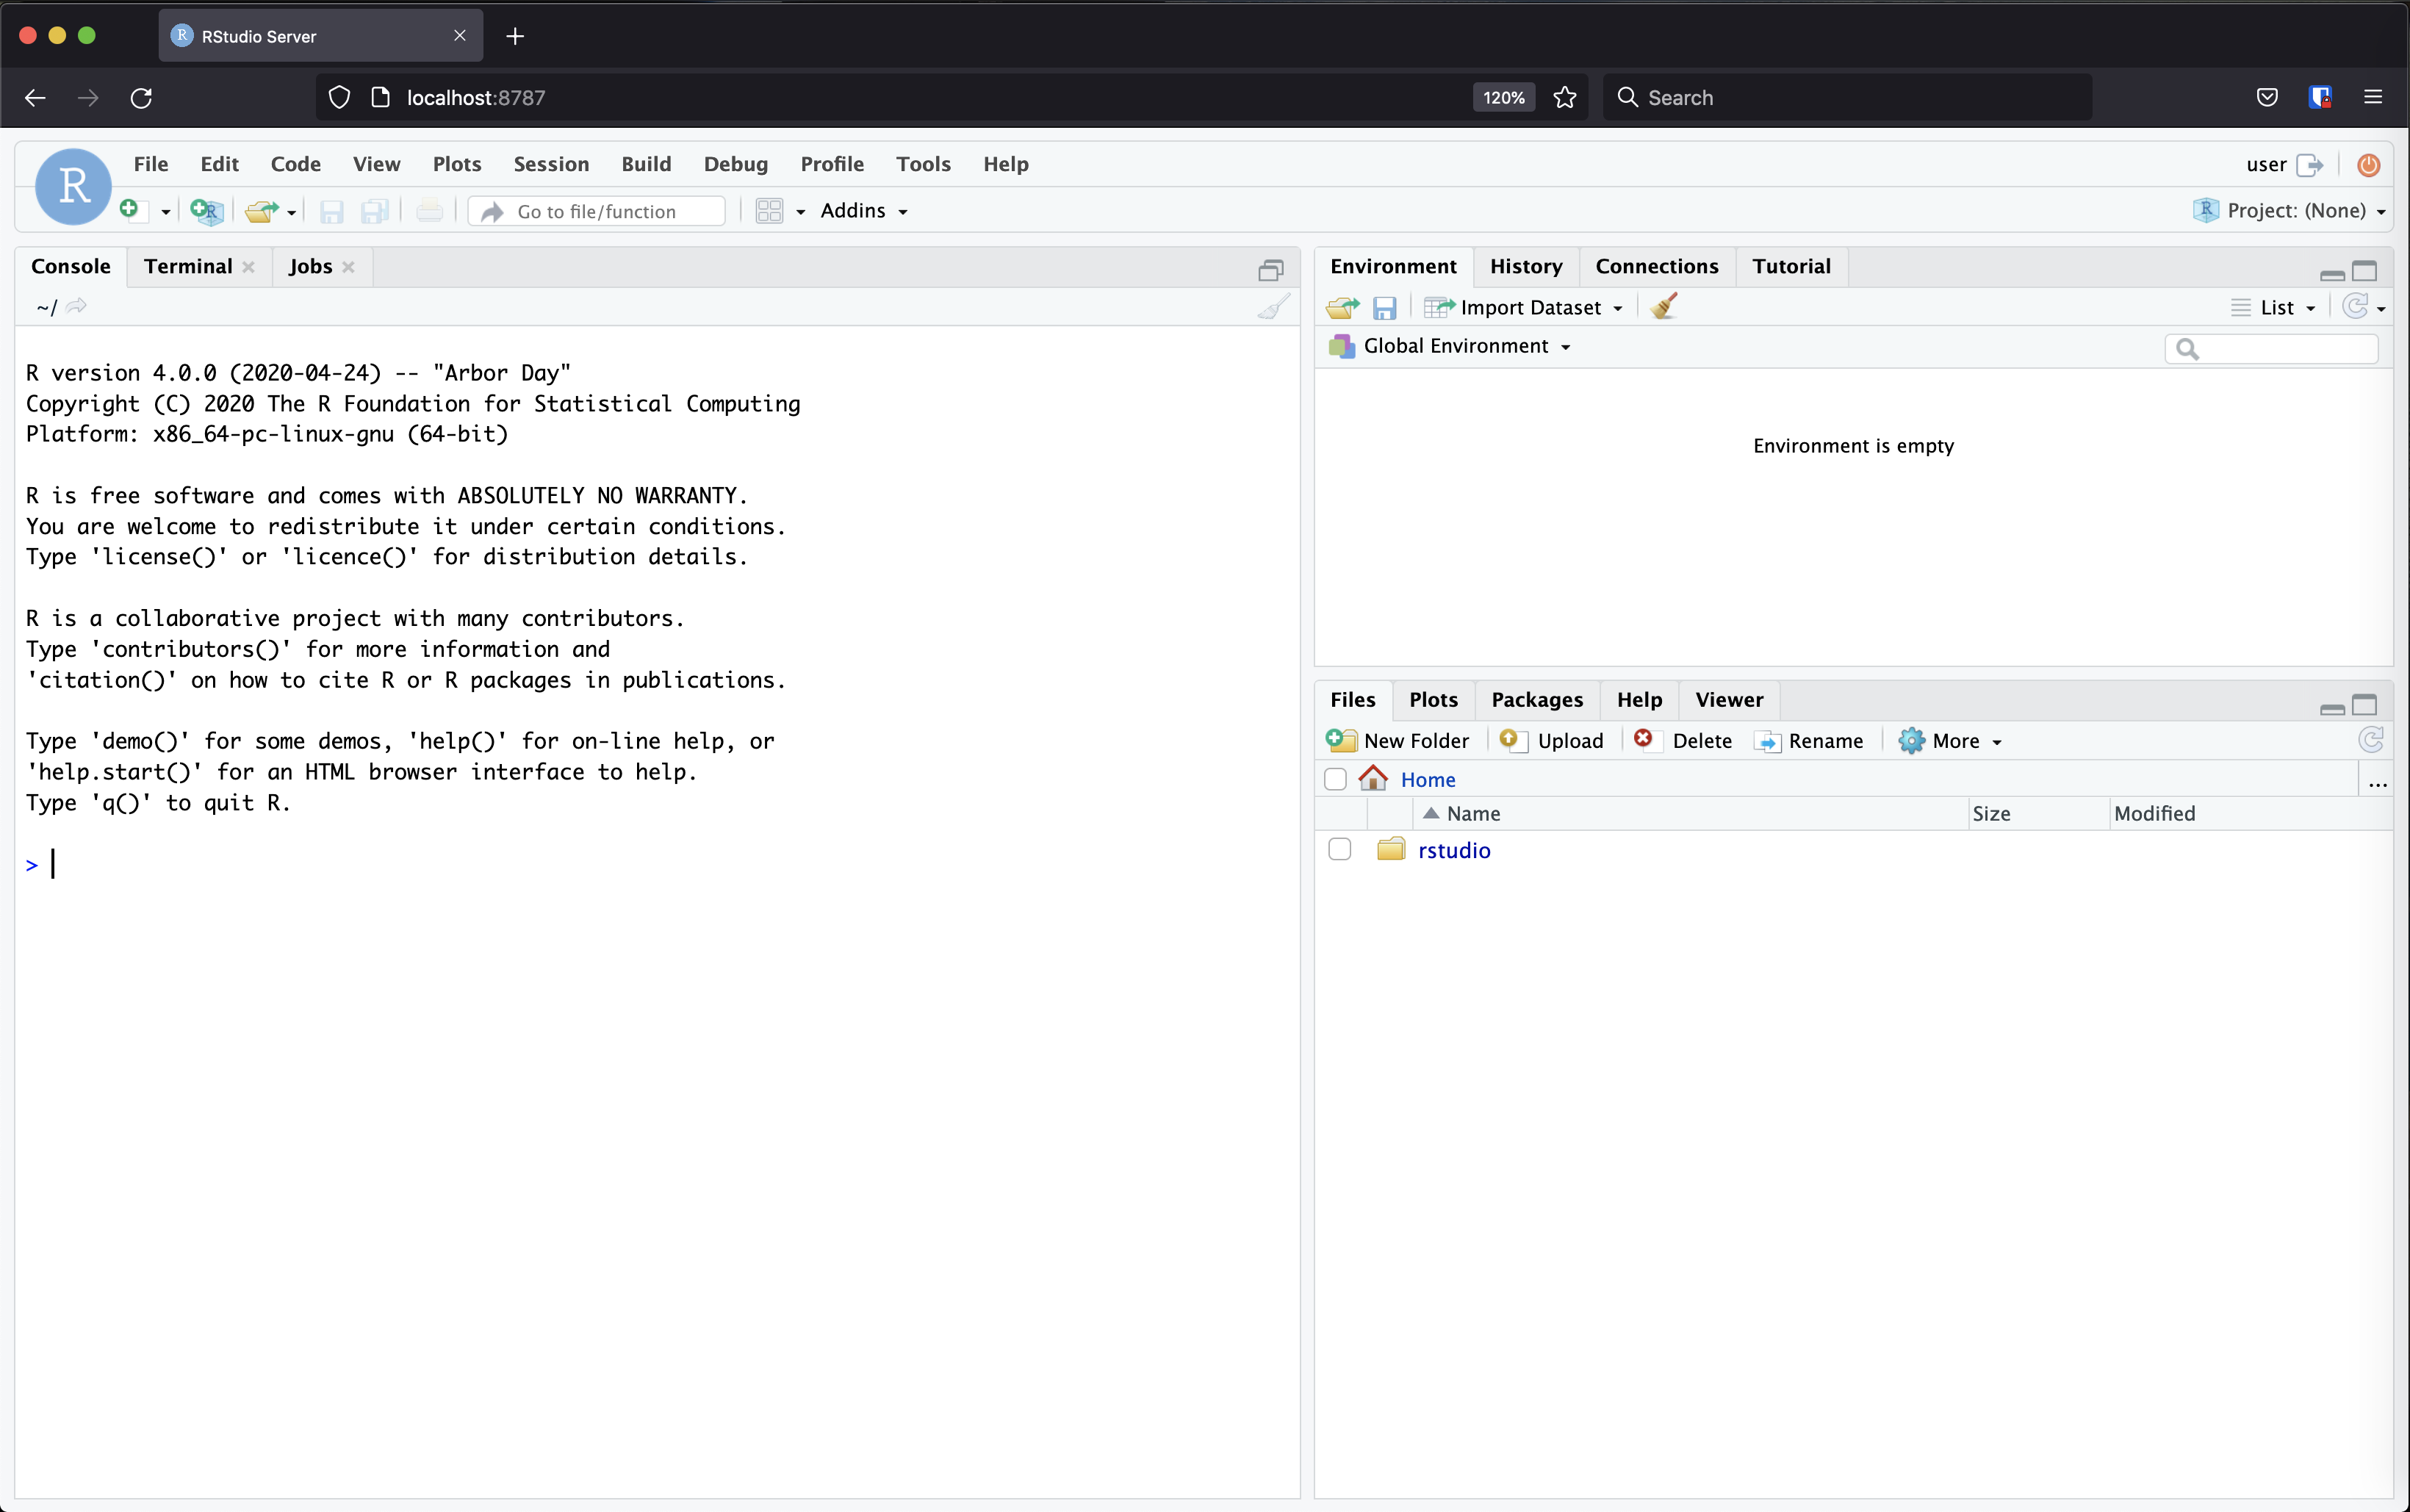 R RStudio Server
localhost:8787 120% Search
R File Edit Code View Plots Session Build Debug Profile Tools Help user
R Go to file/function Addins R Project: (None)
Console Terminal Jobs
~/
R version 4.0.0 (2020-04-24) -- "Arbor Day"
Copyright (C) 2020 The R Foundation for Statistical Computing
Platform: x86_64-pc-linux-gnu (64-bit)
R is free software and comes with ABSOLUTELY NO WARRANTY.
You are welcome to redistribute it under certain conditions.
Type 'license()' or 'licence()' for distribution details.
R is a collaborative project with many contributors.
Type 'contributors()' for more information and
'citation()' on how to cite R or R packages in publications.
Type 'demo()' for some demos, 'help()' for on-line help, or
'help.start()' for an HTML browser interface to help.
Type 'q()' to quit R.
>
Environment History Connections Tutorial
Import Dataset List
Global Environment
Environment is empty
Files Plots Packages Help Viewer
New Folder Upload Delete Rename More
Home ...
Name Size Modified
rstudio